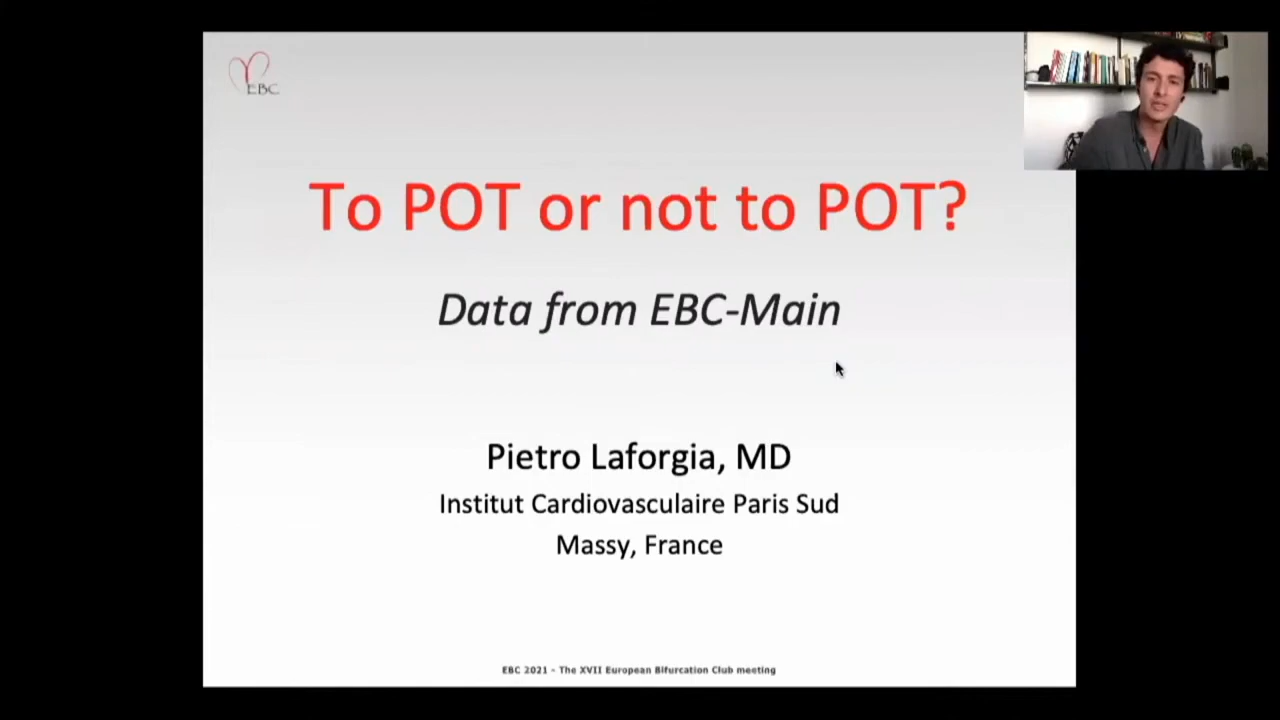 EBC
To POT or not to POT?
Data from EBC-Main
Pietro Laforgia, MD
Institut Cardiovasculaire Paris Sud
Massy, France
EBC 2021 - The XVII European Bifurcation Club meeting